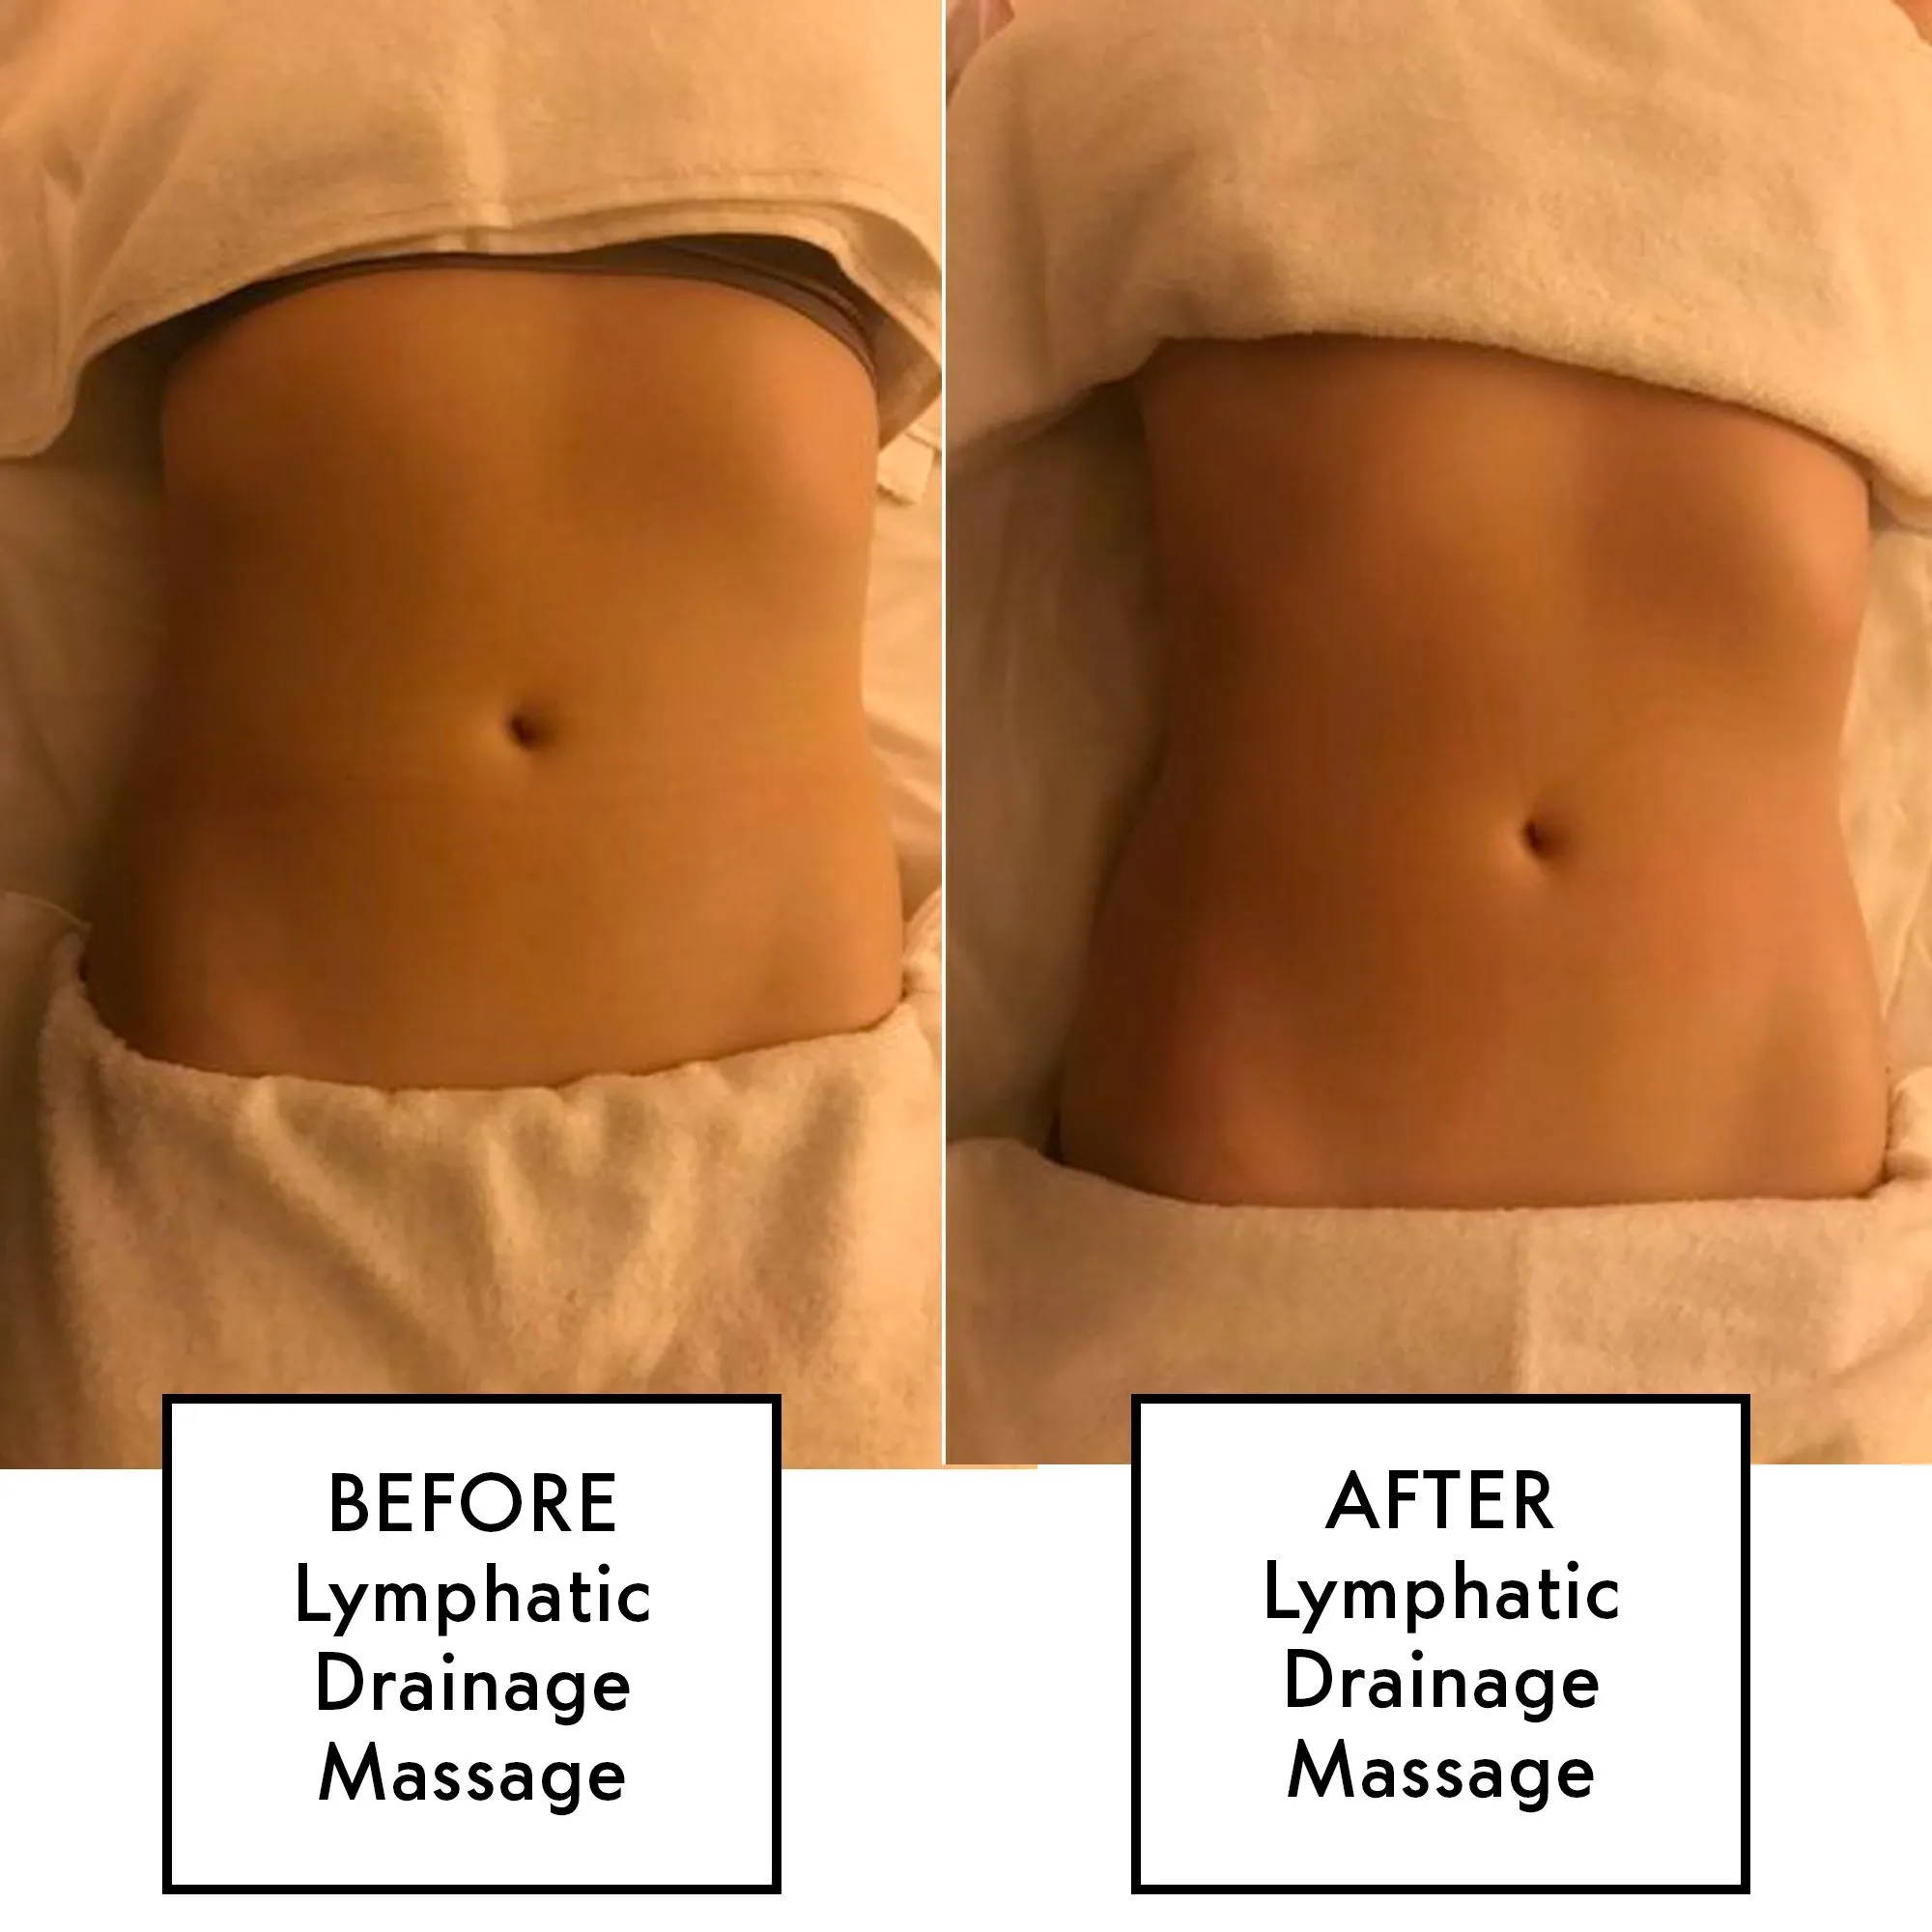 BEFORE
Lymphatic
Drainage
Massage
AFTER
Lymphatic
Drainage
Massage